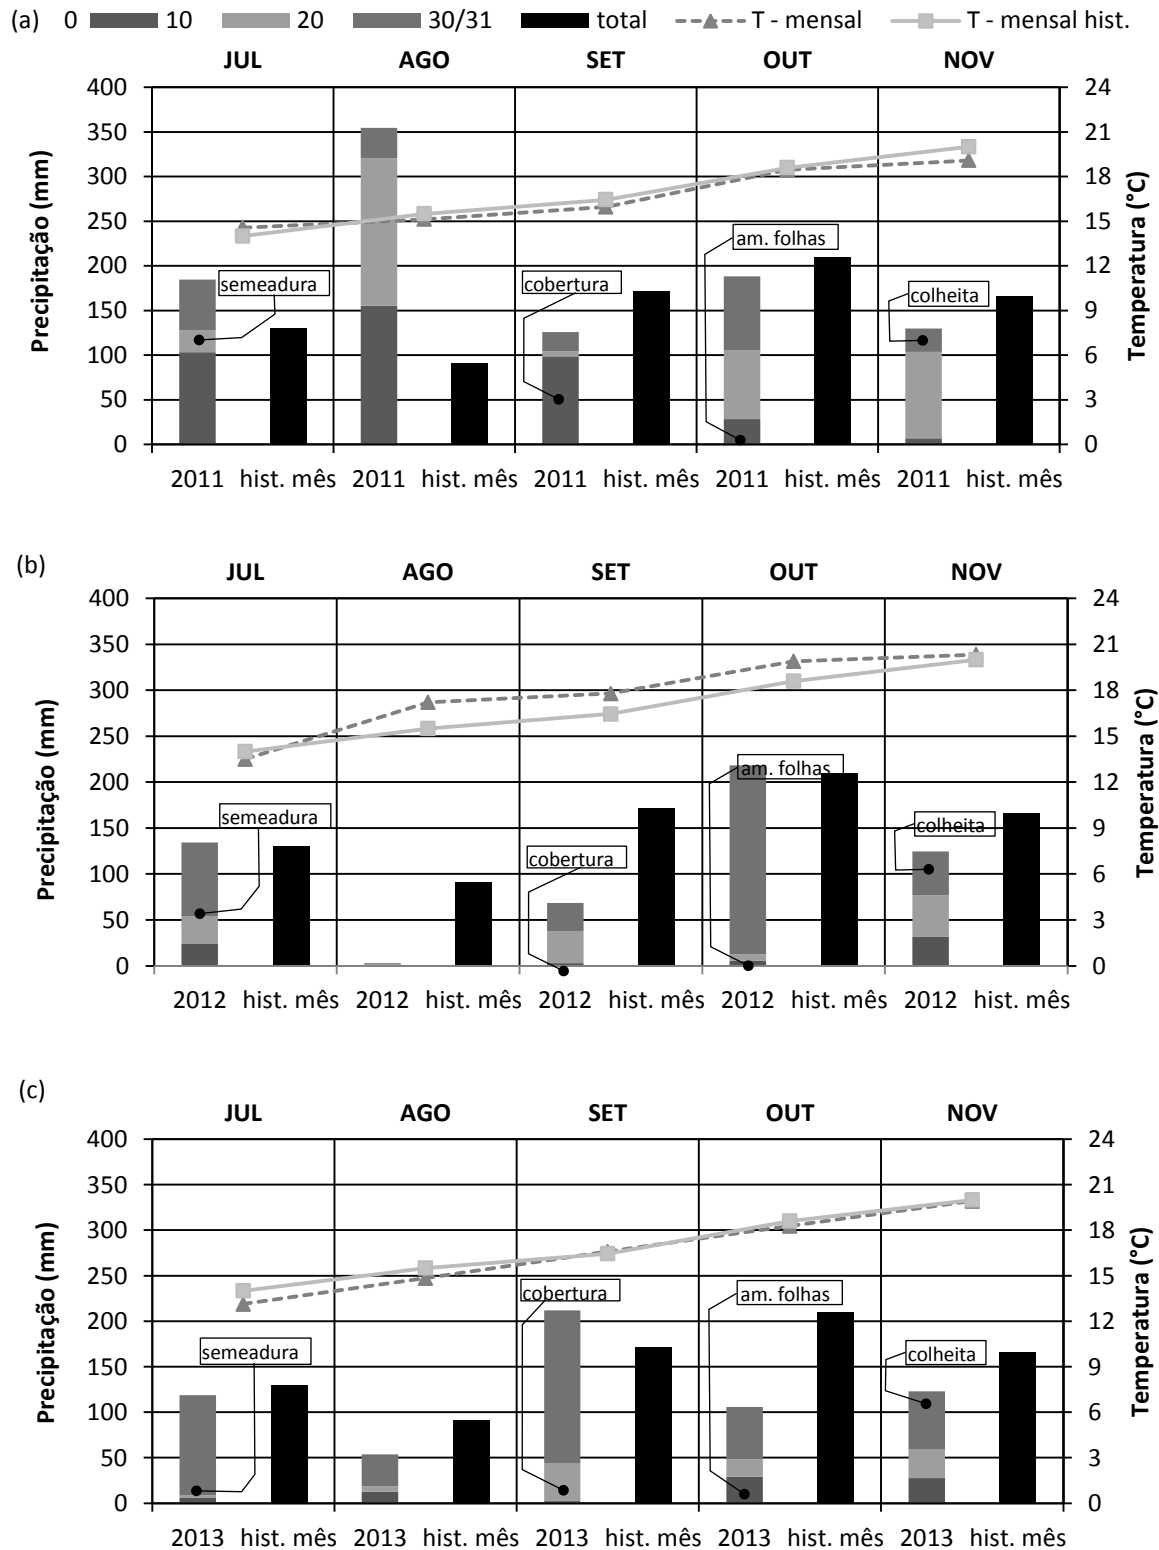 (a) 0 10 20 30/31 total T - mensal T - mensal hist.
JUL AGO SET OUT NOV
Precipitação (mm)
400
350
300
250
200
150
100
50
0
semeadura
cobertura
am. folhas
colheita
24
21
18
15
12
9
6
3
0
Temperatura (°C)
2011 hist. mês 2011 hist. mês 2011 hist. mês 2011 hist. mês 2011 hist. mês
(b)
JUL AGO SET OUT NOV
Precipitação (mm)
400
350
300
250
200
150
100
50
0
semeadura
cobertura
am. folhas
colheita
24
21
18
15
12
9
6
3
0
Temperatura (°C)
2012 hist. mês 2012 hist. mês 2012 hist. mês 2012 hist. mês 2012 hist. mês
(c)
JUL AGO SET OUT NOV
Precipitação (mm)
400
350
300
250
200
150
100
50
0
semeadura
cobertura
am. folhas
colheita
24
21
18
15
12
9
6
3
0
Temperatura (°C)
2013 hist. mês 2013 hist. mês 2013 hist. mês 2013 hist. mês 2013 hist. mês